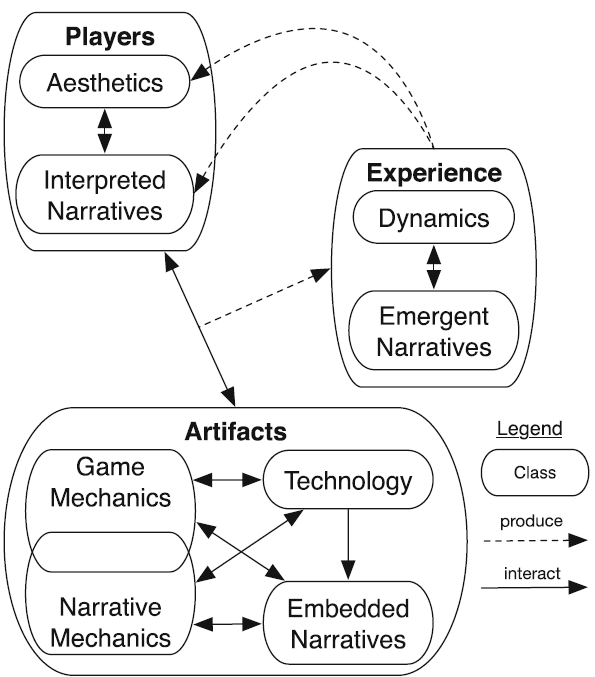 Players
Aesthetics
Interpreted
Narratives
Experience
Dynamics
Emergent
Narratives
Artifacts
Game
Mechanics
Technology
Narrative
Mechanics
Embedded
Narratives
Legend
Class
produce
interact